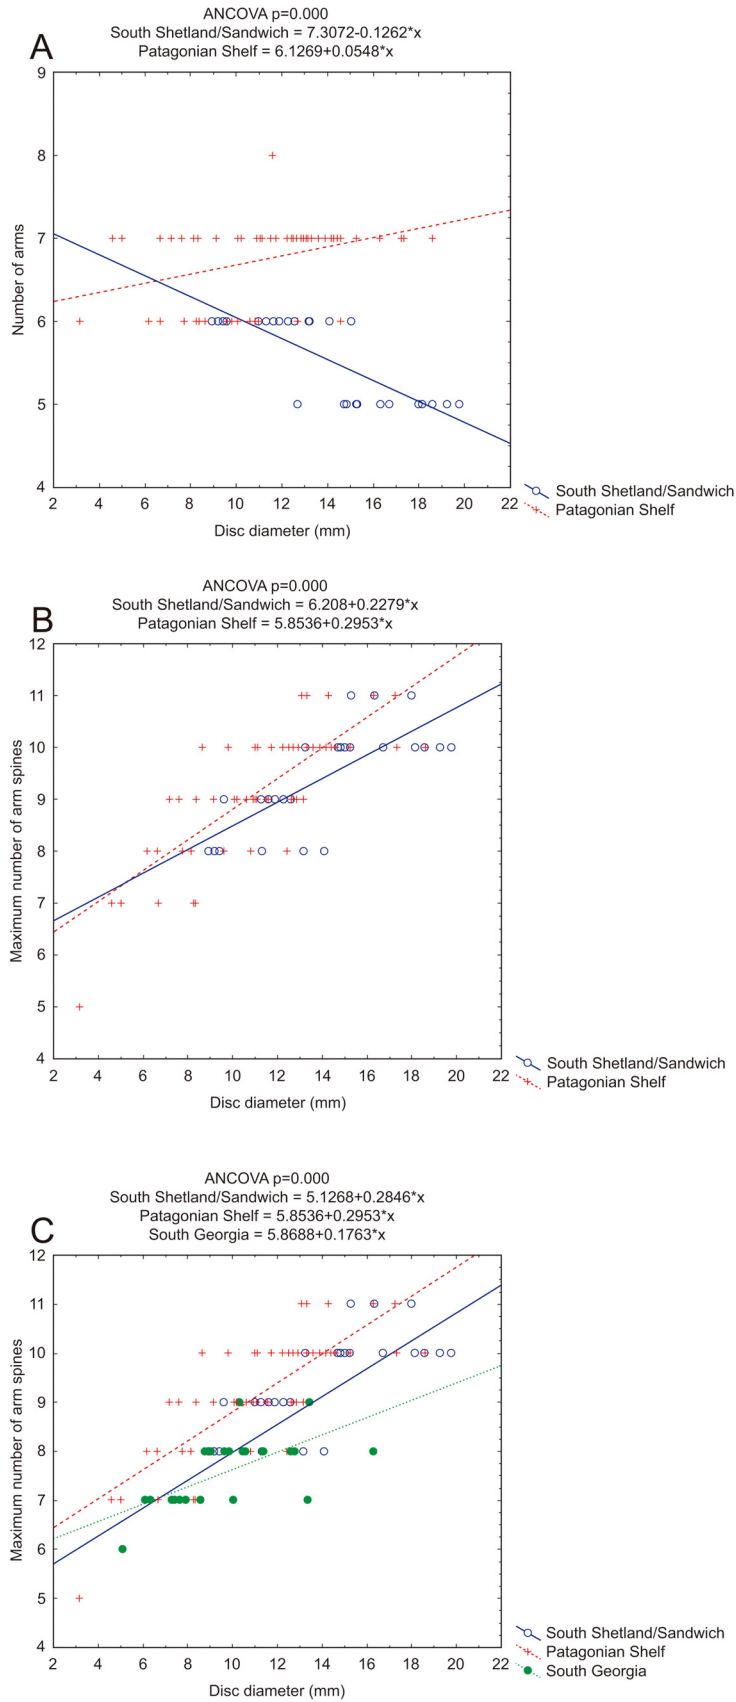 ANCOVA p=0.000
South Shetland/Sandwich = 7.3072-0.1262*x
Patagonian Shelf = 6.1269+0.0548*x
A
9
8
7
6
5
4
Number of arms
2 4 6 8 10 12 14 16 18 20 22
Disc diameter (mm)
South Shetland/Sandwich
Patagonian Shelf
ANCOVA p=0.000
South Shetland/Sandwich = 6.208+0.2279*x
Patagonian Shelf = 5.8536+0.2953*x
B
12
11
10
9
8
7
6
5
4
Maximum number of arm spines
2 4 6 8 10 12 14 16 18 20 22
Disc diameter (mm)
South Shetland/Sandwich
Patagonian Shelf
ANCOVA p=0.000
South Shetland/Sandwich = 5.1268+0.2846*x
Patagonian Shelf = 5.8536+0.2953*x
South Georgia = 5.8688+0.1763*x
C
12
11
10
9
8
7
6
5
4
Maximum number of arm spines
2 4 6 8 10 12 14 16 18 20 22
Disc diameter (mm)
South Shetland/Sandwich
Patagonian Shelf
South Georgia